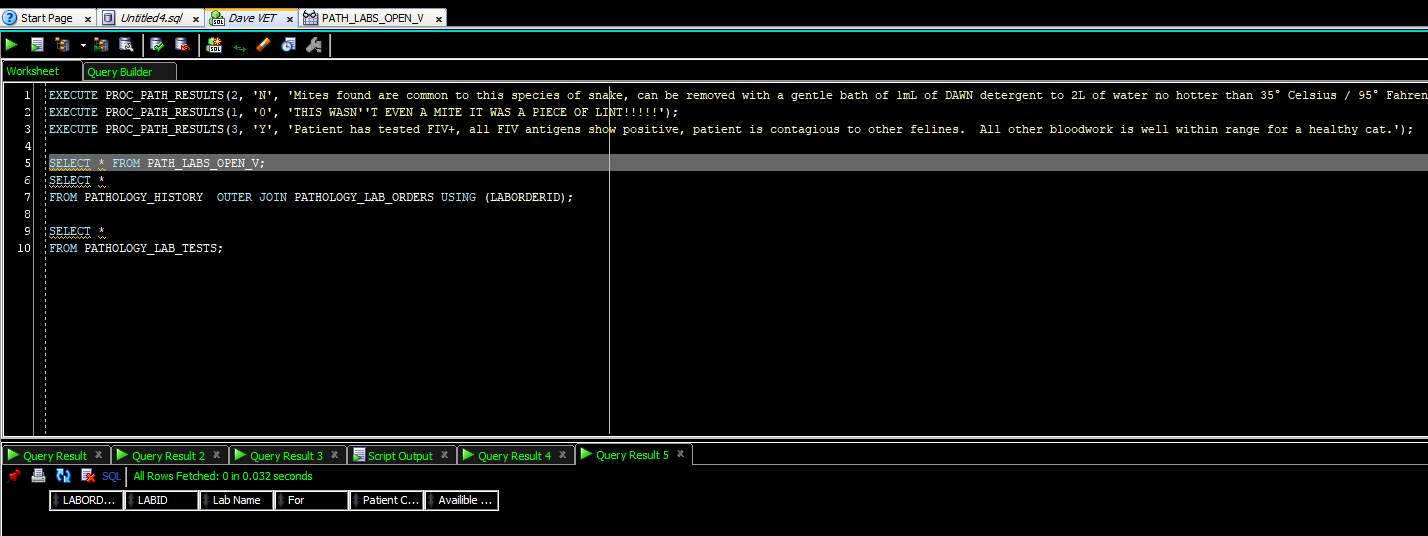 Start Page
Untitled4.sql
Dave VET
PATH_LABS_OPEN_V
Worksheet
Query Builder
1 EXECUTE PROC_PATH_RESULTS(2, 'N', 'Mites found are common to this species of snake, can be removed with a gentle bath of 1mL of DAWN detergent to 2L of water no hotter than 35° Celsius / 95° Fahren
2 EXECUTE PROC_PATH_RESULTS(1, '0', 'THIS WASN''T EVEN A MITE IT WAS A PIECE OF LINT!!!!!');
3 EXECUTE PROC_PATH_RESULTS(3, 'Y', 'Patient has tested FIV+, all FIV antigens show positive, patient is contagious to other felines.  All other bloodwork is well within range for a healthy cat.');
4
5 SELECT * FROM PATH_LABS_OPEN_V;
6 SELECT *
7 FROM PATHOLOGY_HISTORY  OUTER JOIN PATHOLOGY_LAB_ORDERS USING (LABORDERID);
8
9 SELECT *
10 FROM PATHOLOGY_LAB_TESTS;
Query Result
Query Result 2
Query Result 3
Script Output
Query Result 4
Query Result 5
SQL
All Rows Fetched: 0 in 0.032 seconds
LABORD...
LABID
Lab Name
For
Patient C...
Availible ...